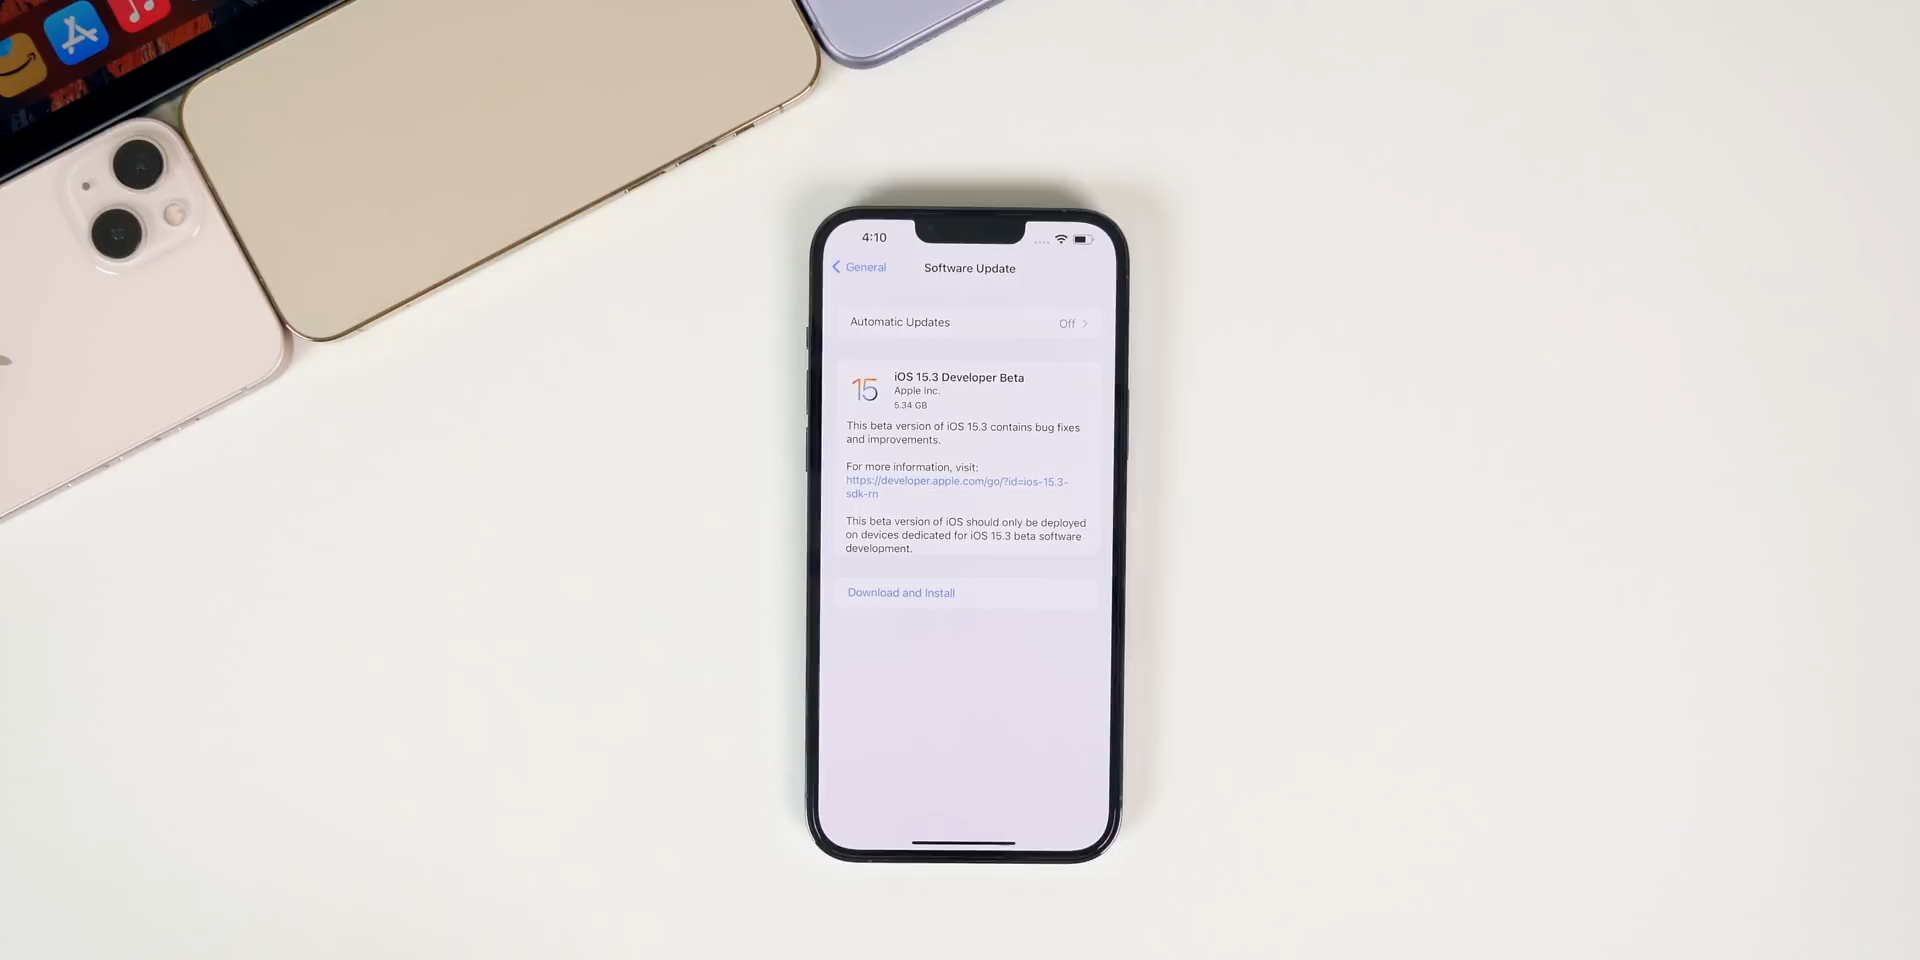 4:10
General
Software Update
Automatic Updates
Off
15
iOS 15.3 Developer Beta
Apple Inc.
5.34 GB
This beta version of iOS 15.3 contains bug fixes
and improvements.
For more information, visit:
https://developer.apple.com/go/?id=ios-15.3-
sdk-rn
This beta version of iOS should only be deployed
on devices dedicated for iOS 15.3 beta software
development.
Download and Install